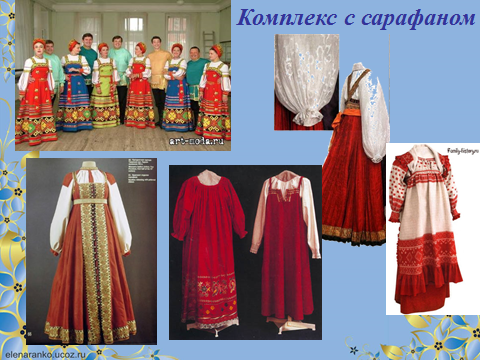 Комплекс с сарафаном
art-moda.ru
Family-history.ru
elenaranko.ucoz.ru